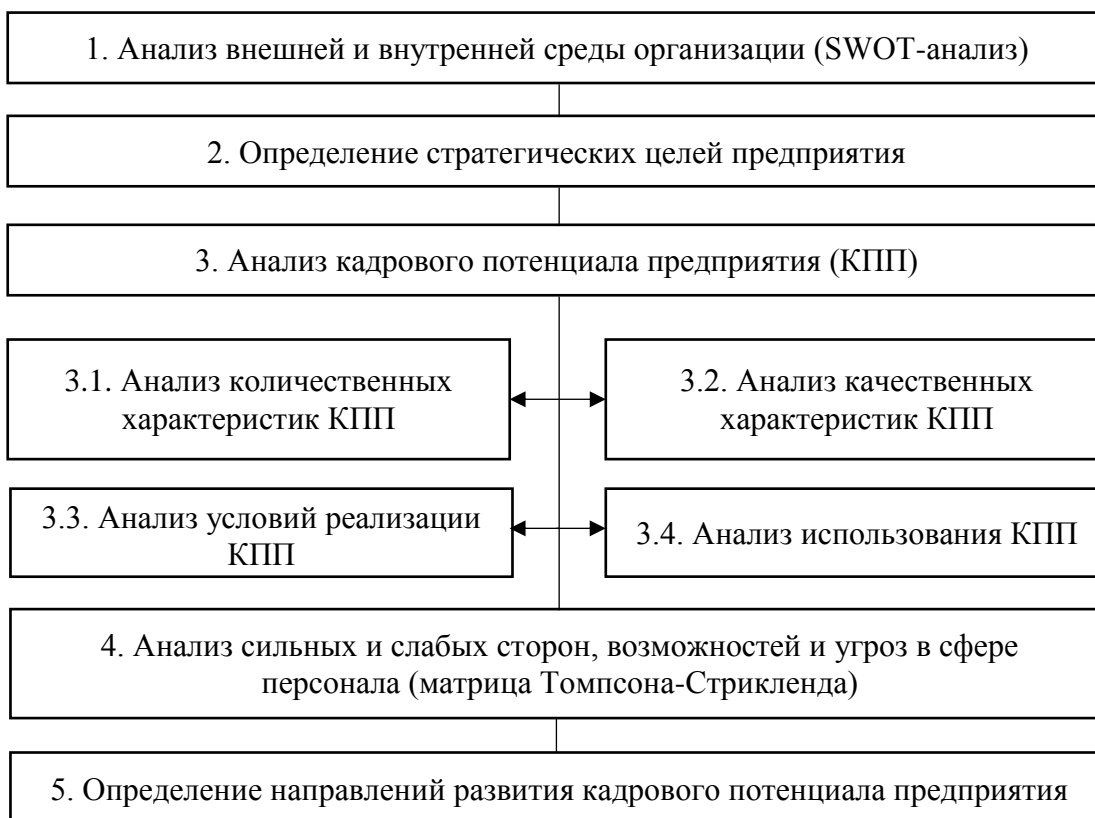 1. Анализ внешней и внутренней среды организации (SWOT-анализ)
2. Определение стратегических целей предприятия
3. Анализ кадрового потенциала предприятия (КПП)
3.1. Анализ количественных
характеристик КПП
3.2. Анализ качественных
характеристик КПП
3.3. Анализ условий реализации
КПП
3.4. Анализ использования КПП
4. Анализ сильных и слабых сторон, возможностей и угроз в сфере
персонала (матрица Томпсона-Стрикленда)
5. Определение направлений развития кадрового потенциала предприятия